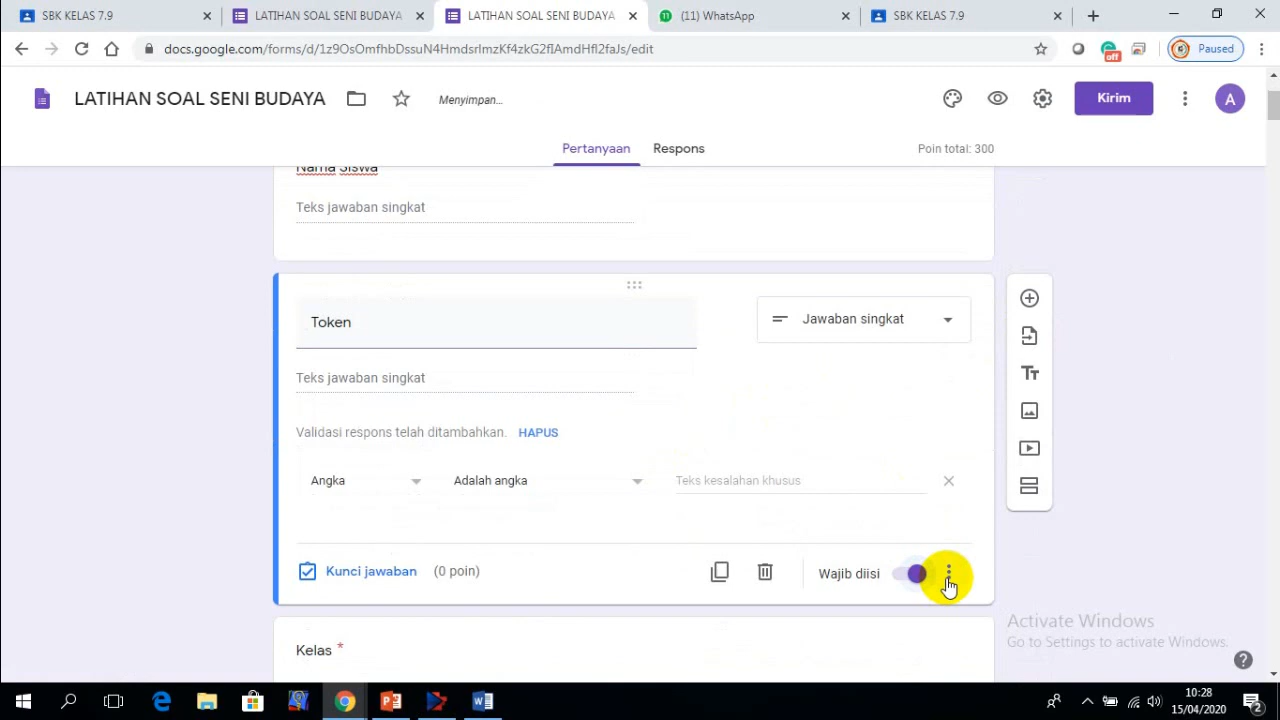 SBK KELAS 7.9
LATIHAN SOAL SENI BUDAYA
LATIHAN SOAL SENI BUDAYA
(11) WhatsApp
SBK KELAS 7.9
docs.google.com/forms/d/1z9OsOmfhbDssuN4HmdsrImzKf4zkG2fIAmdHfl2faJs/edit
off
Paused
LATIHAN SOAL SENI BUDAYA
Menyimpan...
Kirim
A
Pertanyaan
Respons
Poin total: 300
Nama Siswa
Teks jawaban singkat
Token
Jawaban singkat
Teks jawaban singkat
Validasi respons telah ditambahkan. HAPUS
Angka
Adalah angka
Teks kesalahan khusus
Kunci jawaban (0 poin)
Wajib diisi
Kelas *
Activate Windows
Go to Settings to activate Windows.
10:28
15/04/2020
2